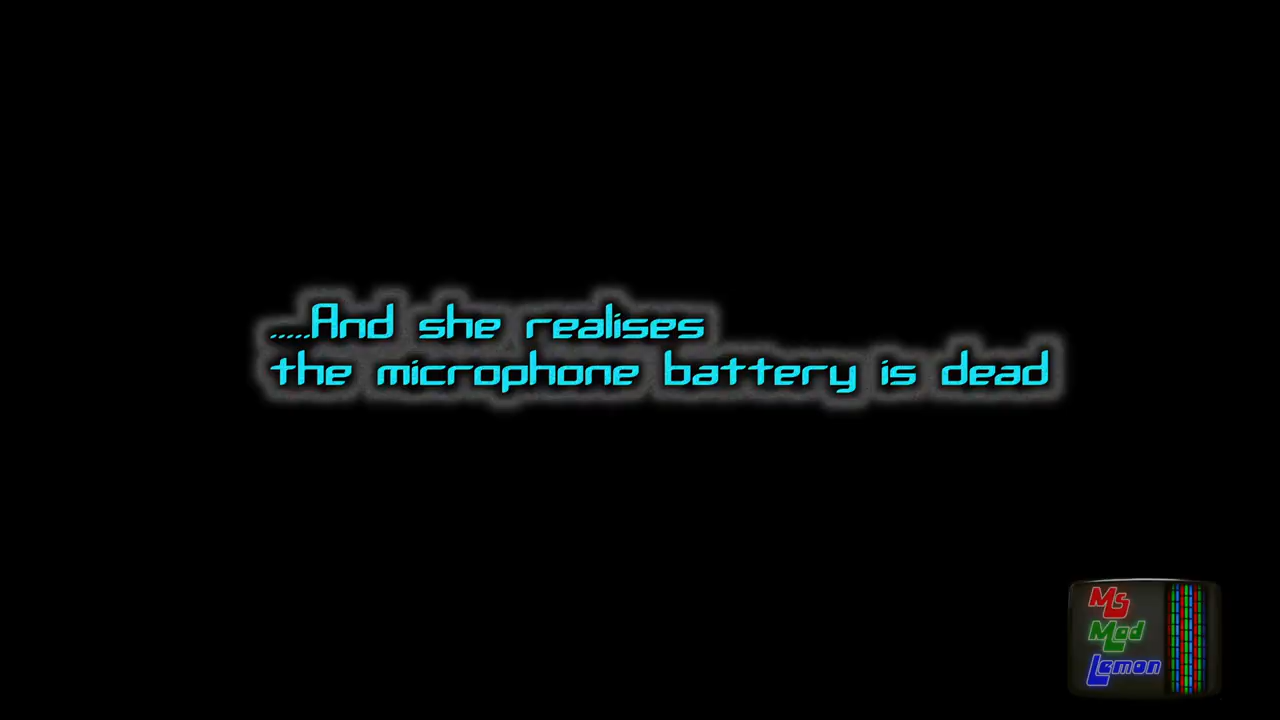 .....And she realises
the microphone battery is dead
Ms
Mad
Lemon